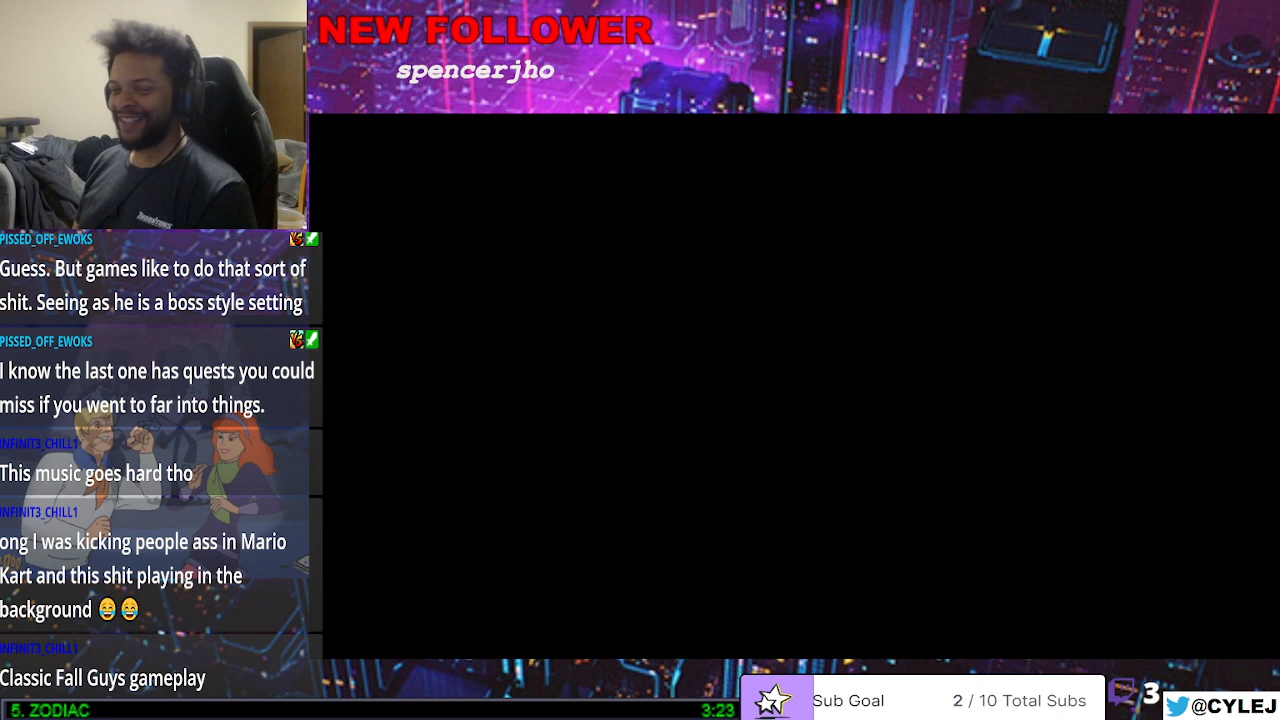 NEW FOLLOWER
spencerjho
THORNTONS
PISSED_OFF_EWOKS
Guess. But games like to do that sort of
shit. Seeing as he is a boss style setting
PISSED_OFF_EWOKS
I know the last one has quests you could
miss if you went to far into things.
INFINIT3_CHILL1
This music goes hard tho
INFINIT3_CHILL1
ong I was kicking people ass in Mario
Kart and this shit playing in the
background 😂😂
INFINIT3_CHILL1
Classic Fall Guys gameplay
5. ZODIAC 3:23
Sub Goal 2 / 10 Total Subs
3
@CYLEJ